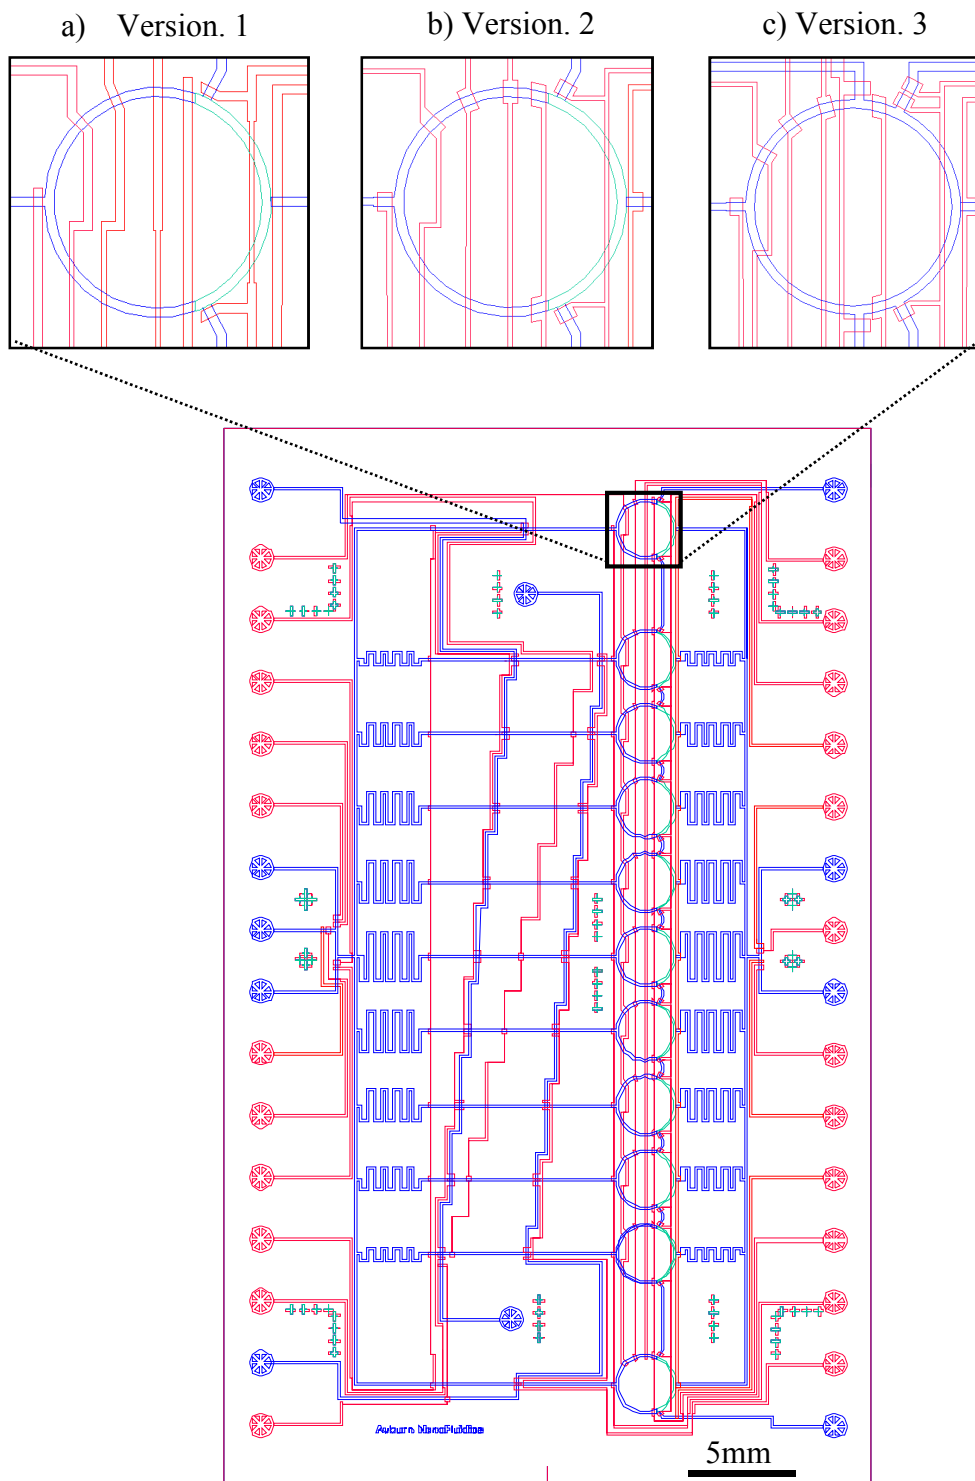 a) Version. 1
b) Version. 2
c) Version. 3
Auburn NanoFluidics
5mm